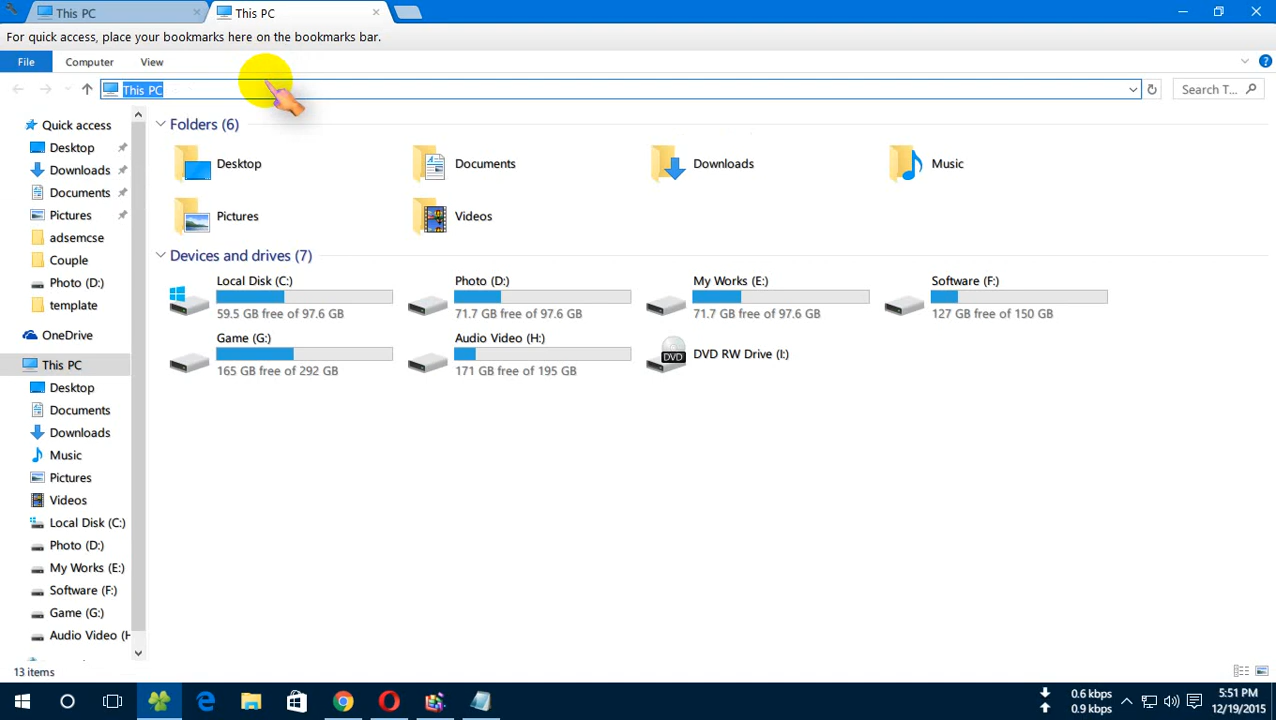 This PC
This PC
For quick access, place your bookmarks here on the bookmarks bar.
File Computer View
This PC
Search T...
Quick access
Desktop
Downloads
Documents
Pictures
adsemcse
Couple
Photo (D:)
template
OneDrive
This PC
Desktop
Documents
Downloads
Music
Pictures
Videos
Local Disk (C:)
Photo (D:)
My Works (E:)
Software (F:)
Game (G:)
Audio Video (H
Folders (6)
Desktop
Documents
Downloads
Music
Pictures
Videos
Devices and drives (7)
Local Disk (C:)
59.5 GB free of 97.6 GB
Photo (D:)
71.7 GB free of 97.6 GB
My Works (E:)
71.7 GB free of 97.6 GB
Software (F:)
127 GB free of 150 GB
Game (G:)
165 GB free of 292 GB
Audio Video (H:)
171 GB free of 195 GB
DVD
DVD RW Drive (I:)
13 items
0.6 kbps
0.9 kbps
5:51 PM
12/19/2015